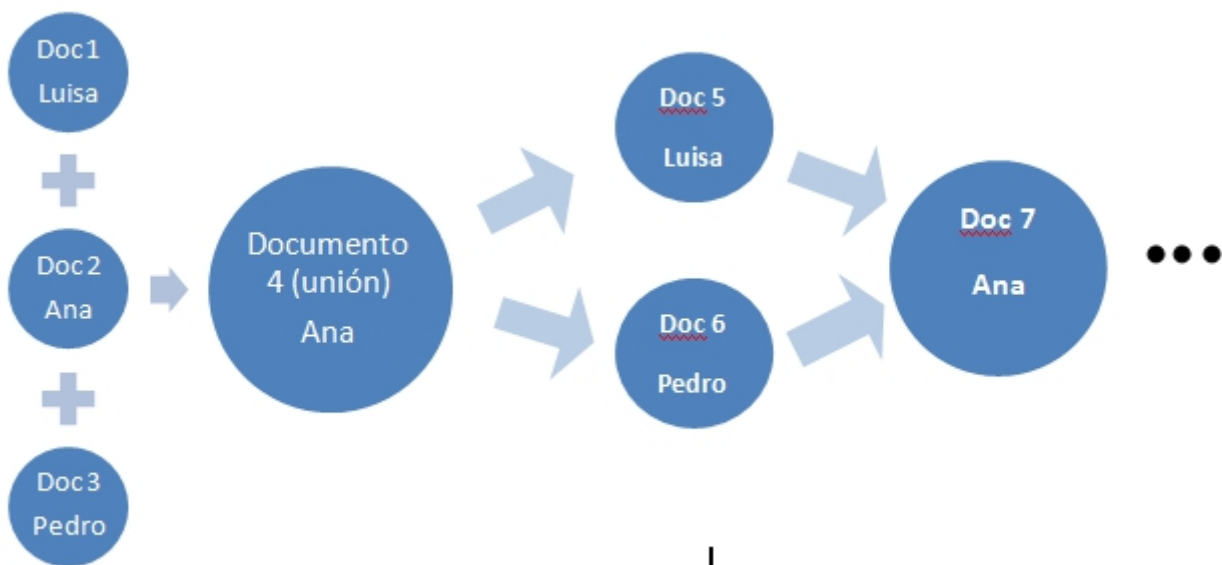 Doc1
Luisa
Doc2
Ana
Doc3
Pedro
Documento
4 (unión)
Ana
Doc 5
Luisa
Doc 6
Pedro
Doc 7
Ana